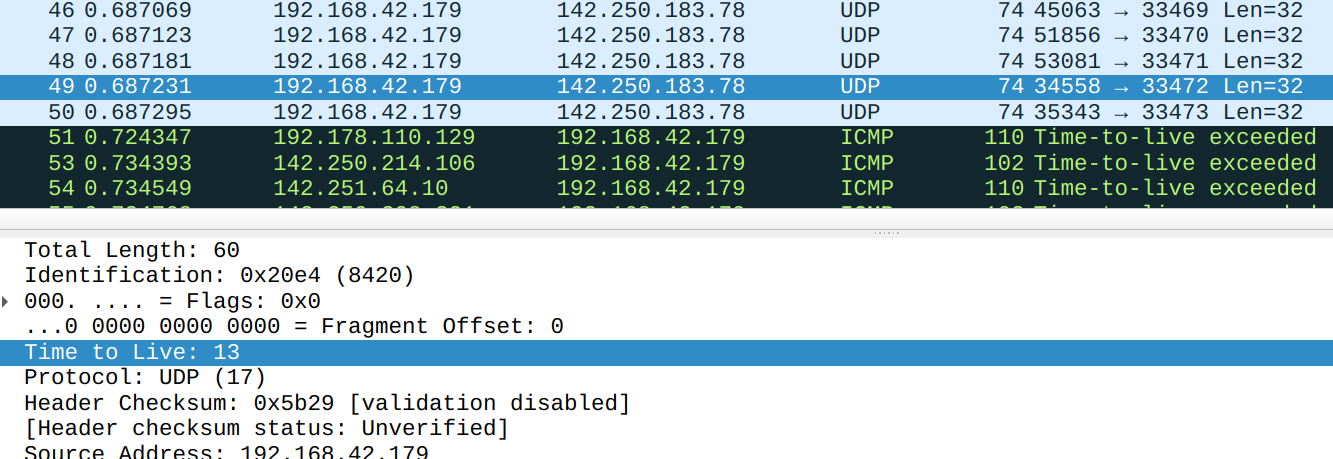 46 0.687069 192.168.42.179 142.250.183.78 UDP 74 45063 → 33469 Len=32
47 0.687123 192.168.42.179 142.250.183.78 UDP 74 51856 → 33470 Len=32
48 0.687181 192.168.42.179 142.250.183.78 UDP 74 53081 → 33471 Len=32
49 0.687231 192.168.42.179 142.250.183.78 UDP 74 34558 → 33472 Len=32
50 0.687295 192.168.42.179 142.250.183.78 UDP 74 35343 → 33473 Len=32
51 0.724347 192.178.110.129 192.168.42.179 ICMP 110 Time-to-live exceeded
53 0.734393 142.250.214.106 192.168.42.179 ICMP 102 Time-to-live exceeded
54 0.734549 142.251.64.10 192.168.42.179 ICMP 110 Time-to-live exceeded
Total Length: 60
Identification: 0x20e4 (8420)
000. .... = Flags: 0x0
...0 0000 0000 0000 = Fragment Offset: 0
Time to Live: 13
Protocol: UDP (17)
Header Checksum: 0x5b29 [validation disabled]
[Header checksum status: Unverified]
Source Address: 192.168.42.179